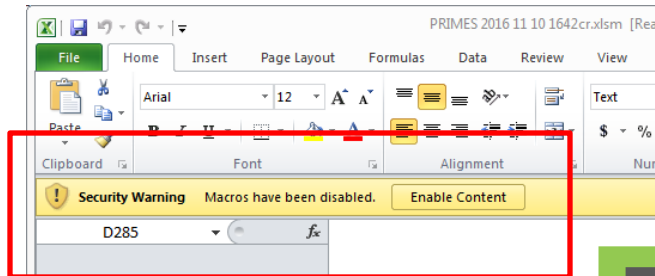 PRIMES 2016 11 10 1642cr.xlsm [Rea
File Home Insert Page Layout Formulas Data Review View
Arial 12 A A Text
Paste B I U A $ %
Clipboard Font Alignment Nur
Security Warning Macros have been disabled. Enable Content
D285 fx